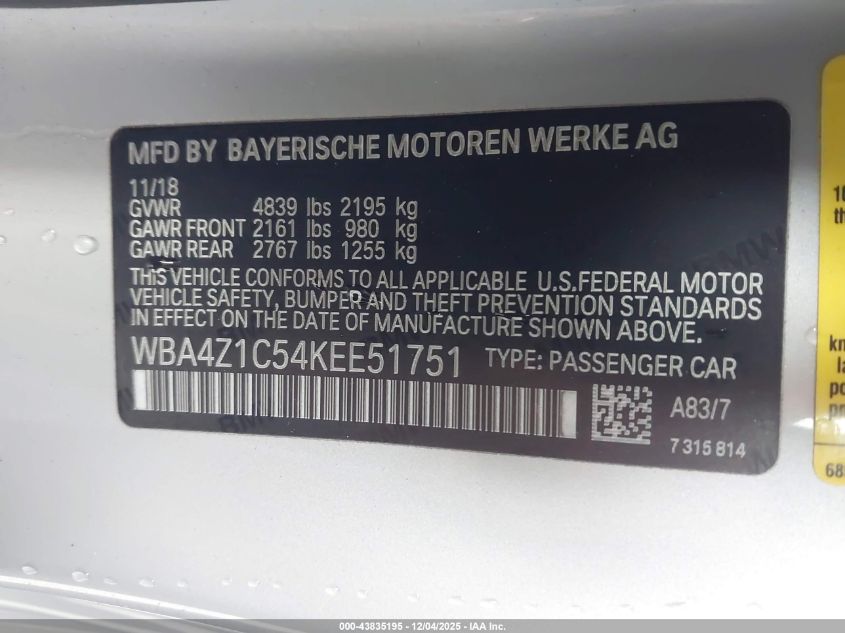 MFD BY BAYERISCHE MOTOREN WERKE AG
11/18
GVWR 4839 lbs 2195 kg
GAWR FRONT 2161 lbs 980 kg
GAWR REAR 2767 lbs 1255 kg
THIS VEHICLE CONFORMS TO ALL APPLICABLE U.S.FEDERAL MOTOR
VEHICLE SAFETY, BUMPER AND THEFT PREVENTION STANDARDS
IN EFFECT ON THE DATE OF MANUFACTURE SHOWN ABOVE.
WBA4Z1C54KEE51751 TYPE: PASSENGER CAR
A83/7
7 315 814
000-43835195 - 12/04/2025 - IAA Inc.